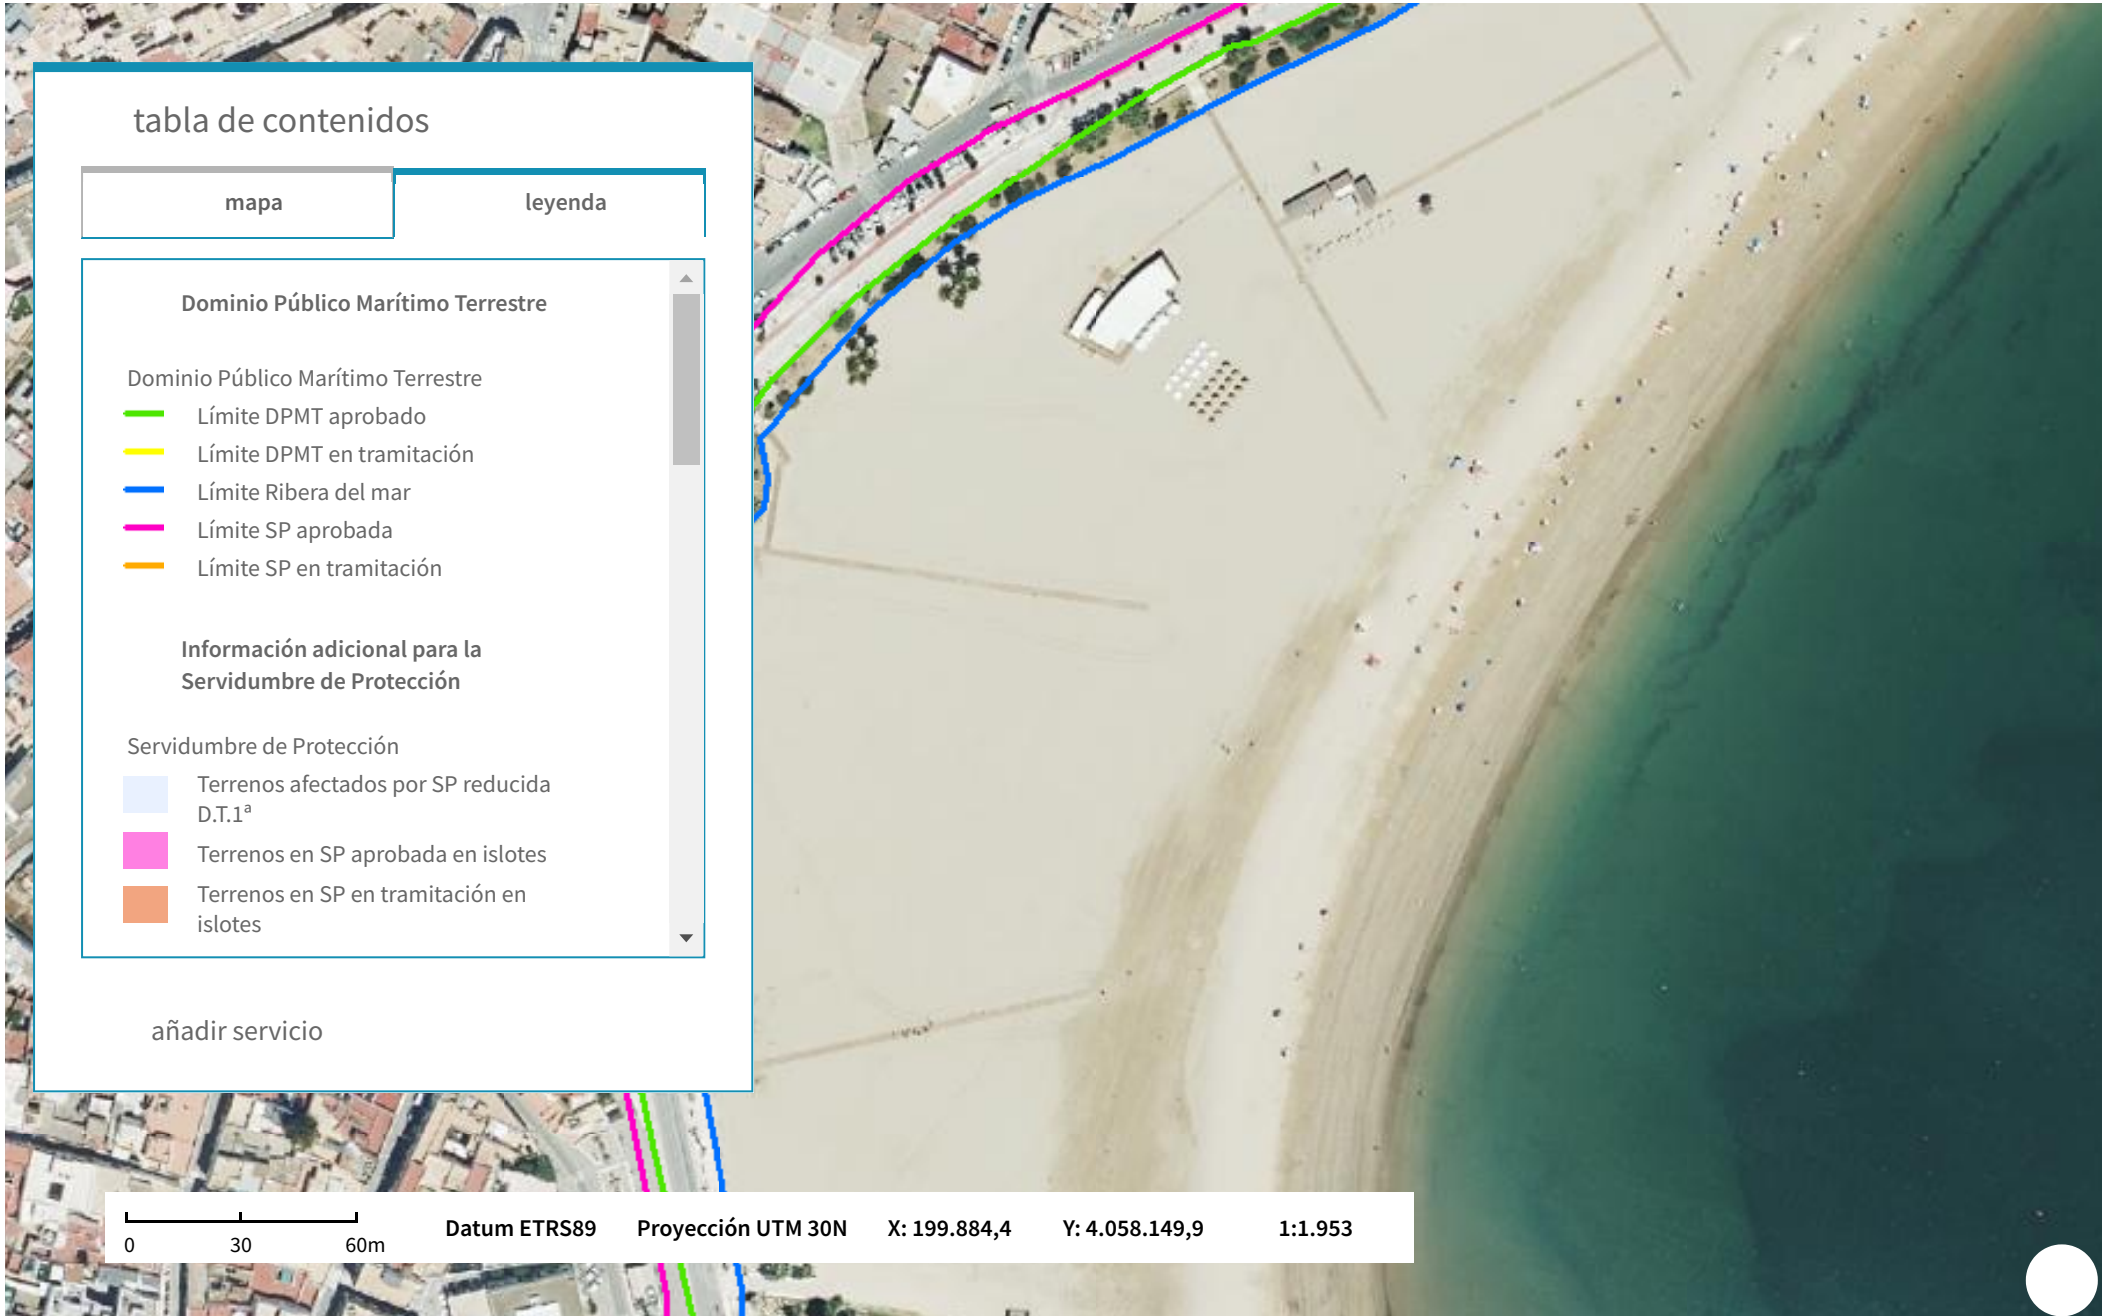 tabla de contenidos
mapa
leyenda
Dominio Público Marítimo Terrestre
Dominio Público Marítimo Terrestre
Límite DPMT aprobado
Límite DPMT en tramitación
Límite Ribera del mar
Límite SP aprobada
Límite SP en tramitación
Información adicional para la
Servidumbre de Protección
Servidumbre de Protección
Terrenos afectados por SP reducida
D.T.1ª
Terrenos en SP aprobada en islotes
Terrenos en SP en tramitación en
islotes
añadir servicio
0 30 60m
Datum ETRS89 Proyección UTM 30N X: 199.884,4 Y: 4.058.149,9 1:1.953